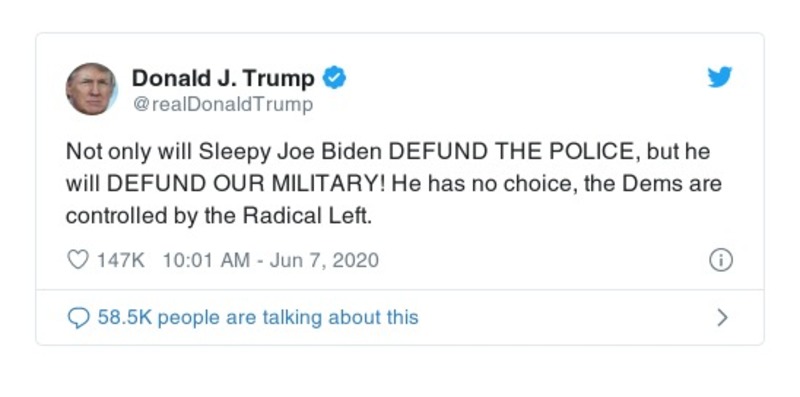 Donald J. Trump
@realDonaldTrump
Not only will Sleepy Joe Biden DEFUND THE POLICE, but he
will DEFUND OUR MILITARY! He has no choice, the Dems are
controlled by the Radical Left.
147K 10:01 AM - Jun 7, 2020
58.5K people are talking about this